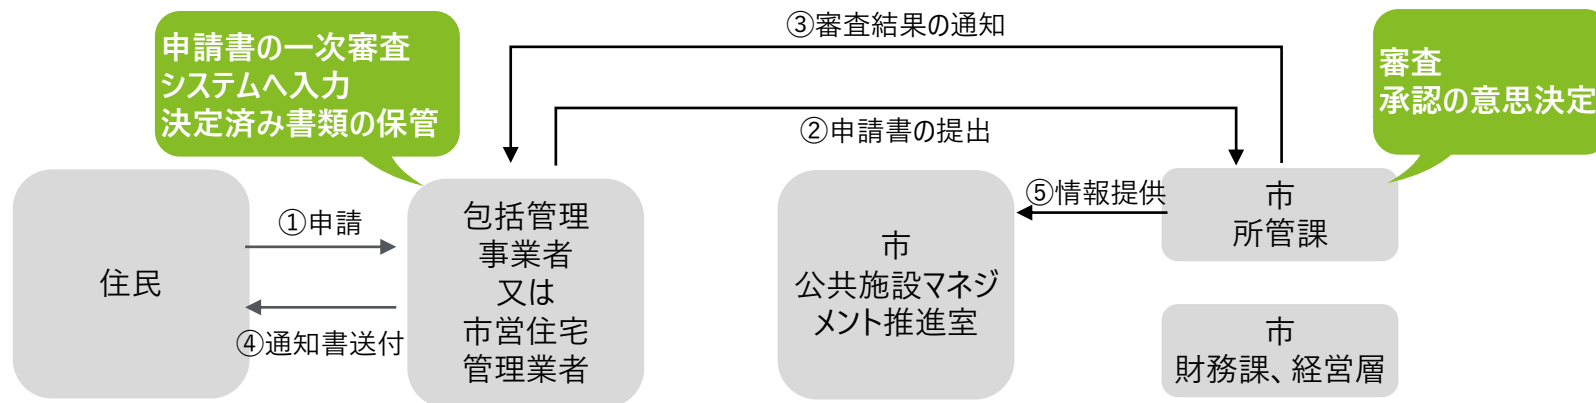 ③審査結果の通知
申請書の一次審査
システムへ入力
決定済み書類の保管
審査
承認の意思決定
②申請書の提出
①申請
住民
④通知書送付
包括管理
事業者
又は
市営住宅
管理業者
市
公共施設マネジ
メント推進室
⑤情報提供
市
所管課
市
財務課、経営層